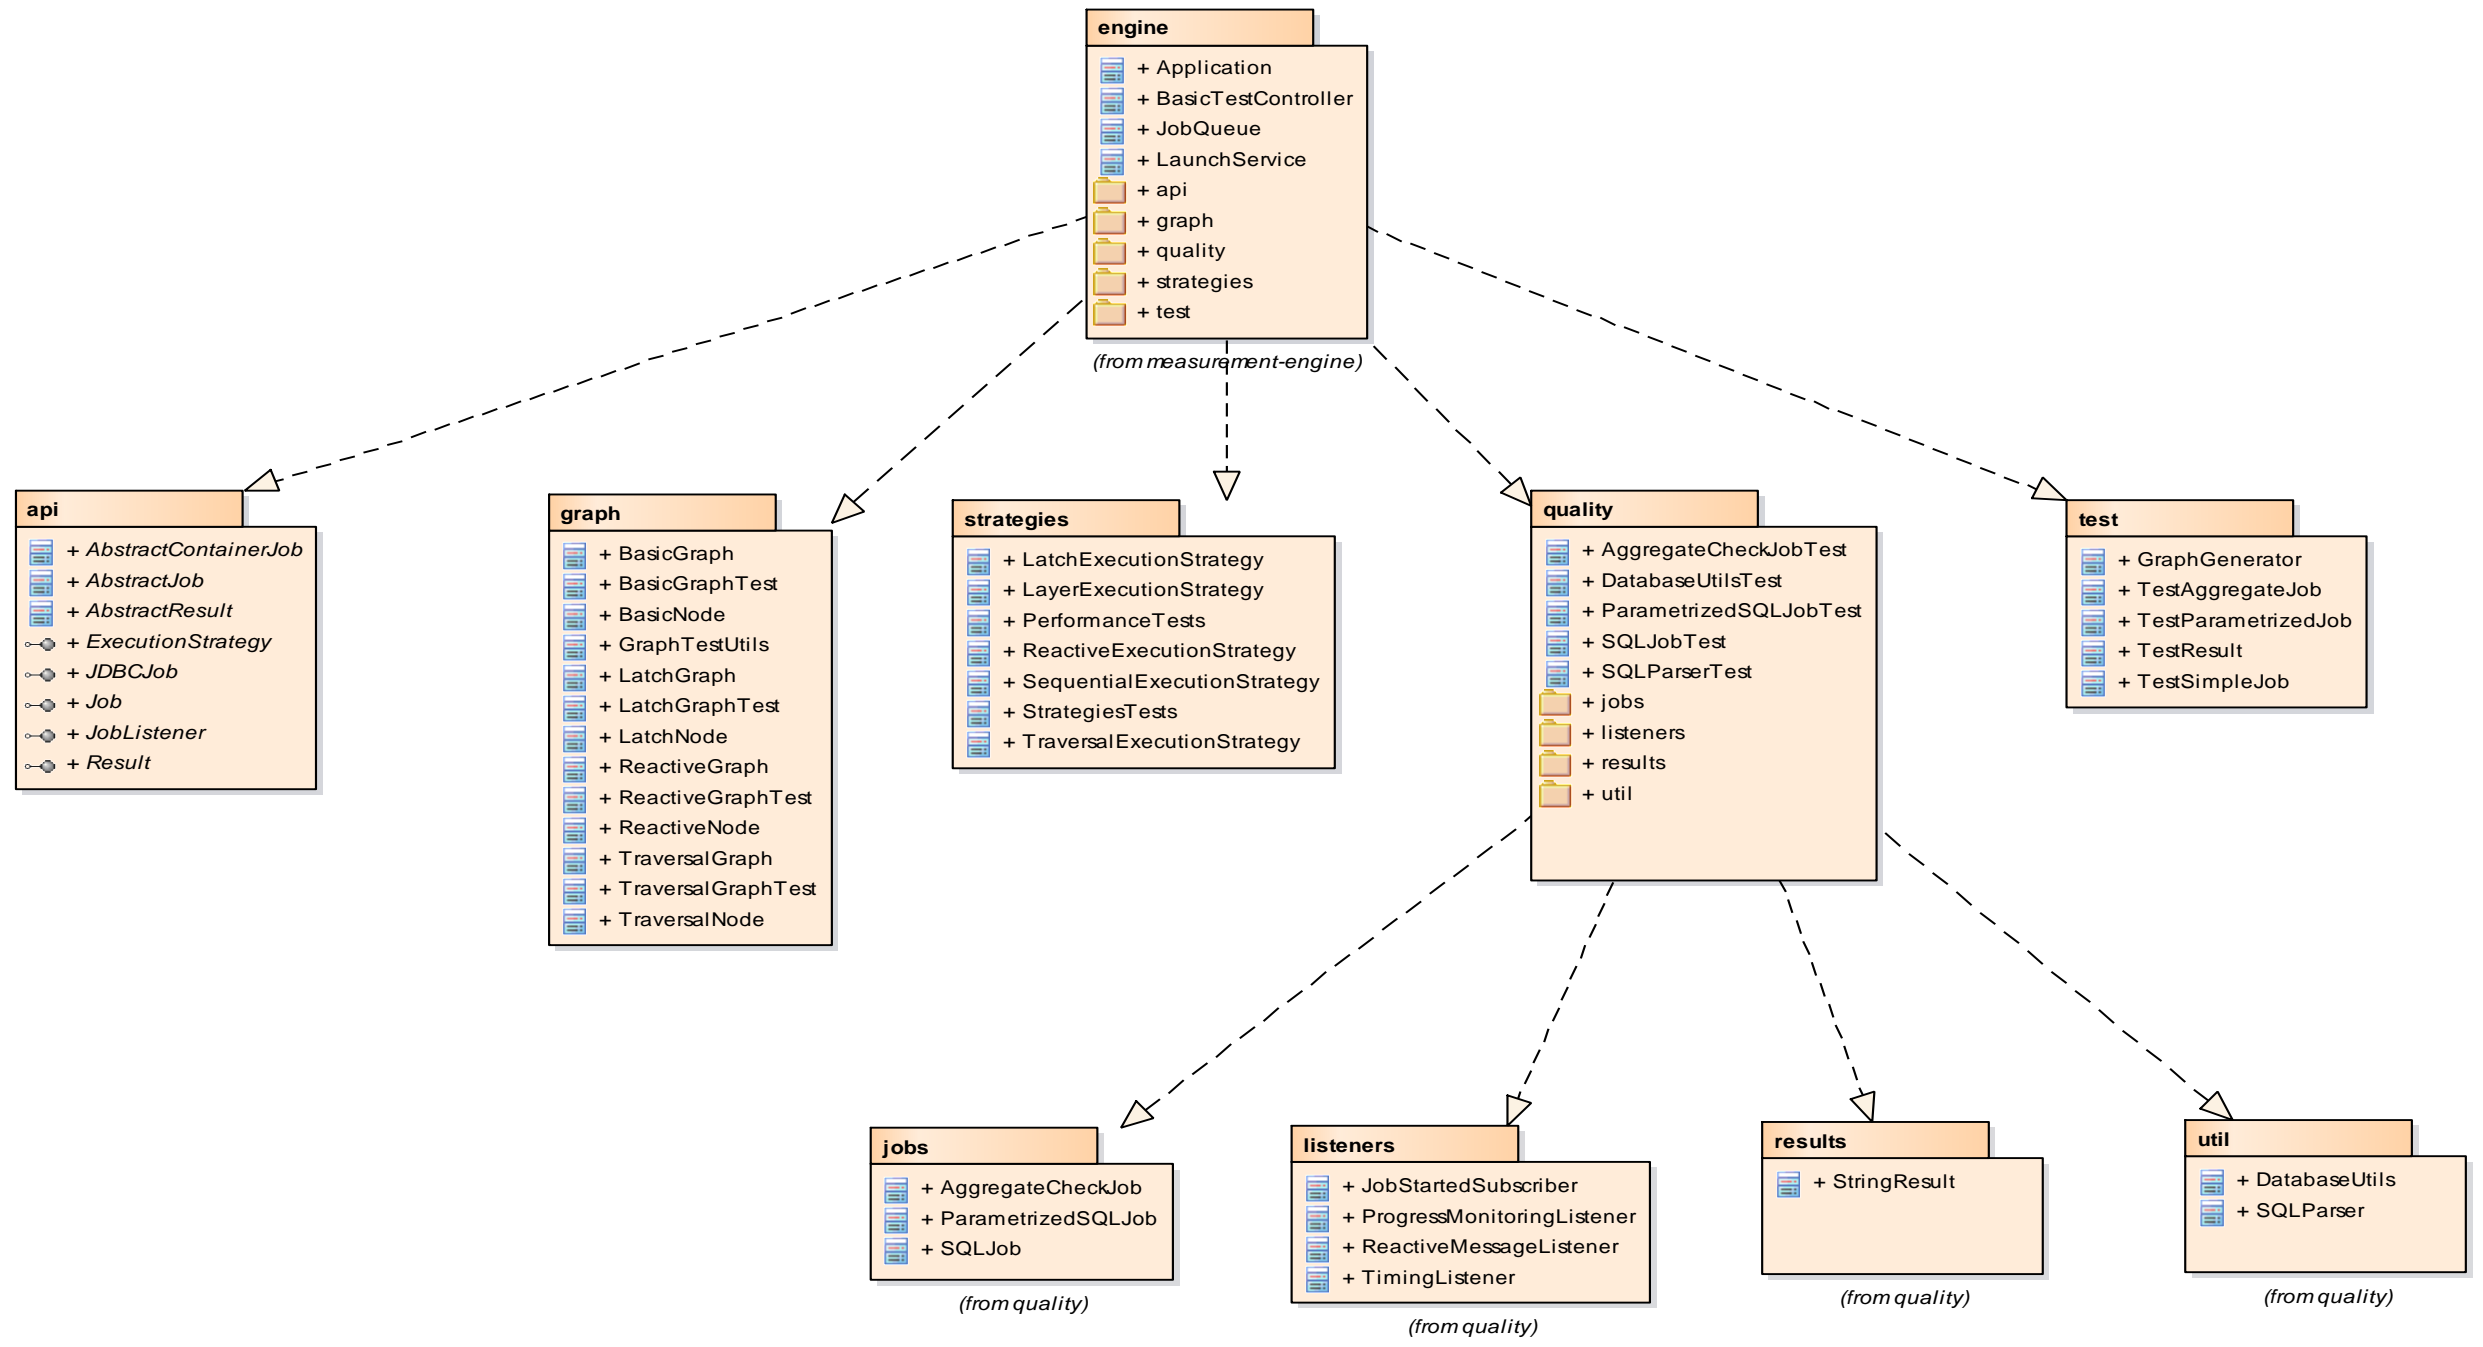 engine
+ Application
+ BasicTestController
+ JobQueue
+ LaunchService
+ api
+ graph
+ quality
+ strategies
+ test
(from measurement-engine)
api
+ AbstractContainerJob
+ AbstractJob
+ AbstractResult
+ ExecutionStrategy
+ JDBCJob
+ Job
+ JobListener
+ Result
graph
+ BasicGraph
+ BasicGraphTest
+ BasicNode
+ GraphTestUtils
+ LatchGraph
+ LatchGraphTest
+ LatchNode
+ ReactiveGraph
+ ReactiveGraphTest
+ ReactiveNode
+ TraversalGraph
+ TraversalGraphTest
+ TraversalNode
strategies
+ LatchExecutionStrategy
+ LayerExecutionStrategy
+ PerformanceTests
+ ReactiveExecutionStrategy
+ SequentialExecutionStrategy
+ StrategiesTests
+ TraversalExecutionStrategy
quality
+ AggregateCheckJobTest
+ DatabaseUtilsTest
+ ParametrizedSQLJobTest
+ SQLJobTest
+ SQLParserTest
+ jobs
+ listeners
+ results
+ util
test
+ GraphGenerator
+ TestAggregateJob
+ TestParametrizedJob
+ TestResult
+ TestSimpleJob
jobs
+ AggregateCheckJob
+ ParametrizedSQLJob
+ SQLJob
(from quality)
listeners
+ JobStartedSubscriber
+ ProgressMonitoringListener
+ ReactiveMessageListener
+ TimingListener
(from quality)
results
+ StringResult
(from quality)
util
+ DatabaseUtils
+ SQLParser
(from quality)